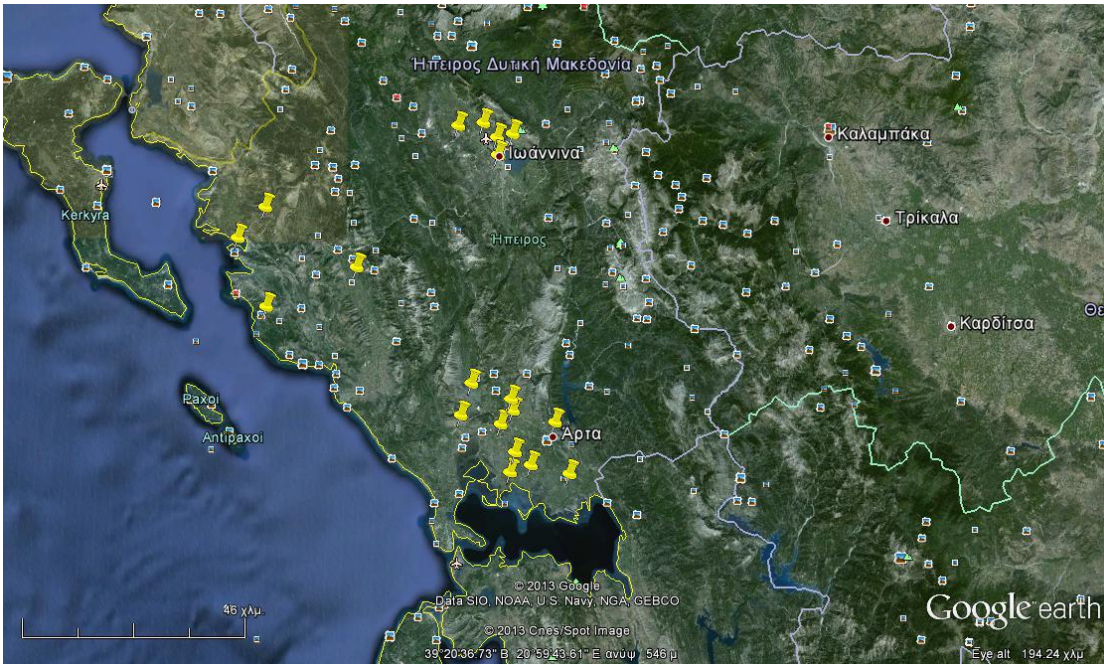 Ήπειρος Δυτική Μακεδονία
Καλαμπάκα
Ιωάννινα
Kerkyra
Τρίκαλα
Ήπειρος
Καρδίτσα
Θε
Paxoi
Antipaxoi
Άρτα
© 2013 Google
Data SIO, NOAA, U.S. Navy, NGA, GEBCO
46 χλμ.
© 2013 Cnes/Spot Image
Google earth
39°20'36.73" Β 20°59'43.61" Ε ανύψ 546 μ
Eye alt 194.24 χλμ